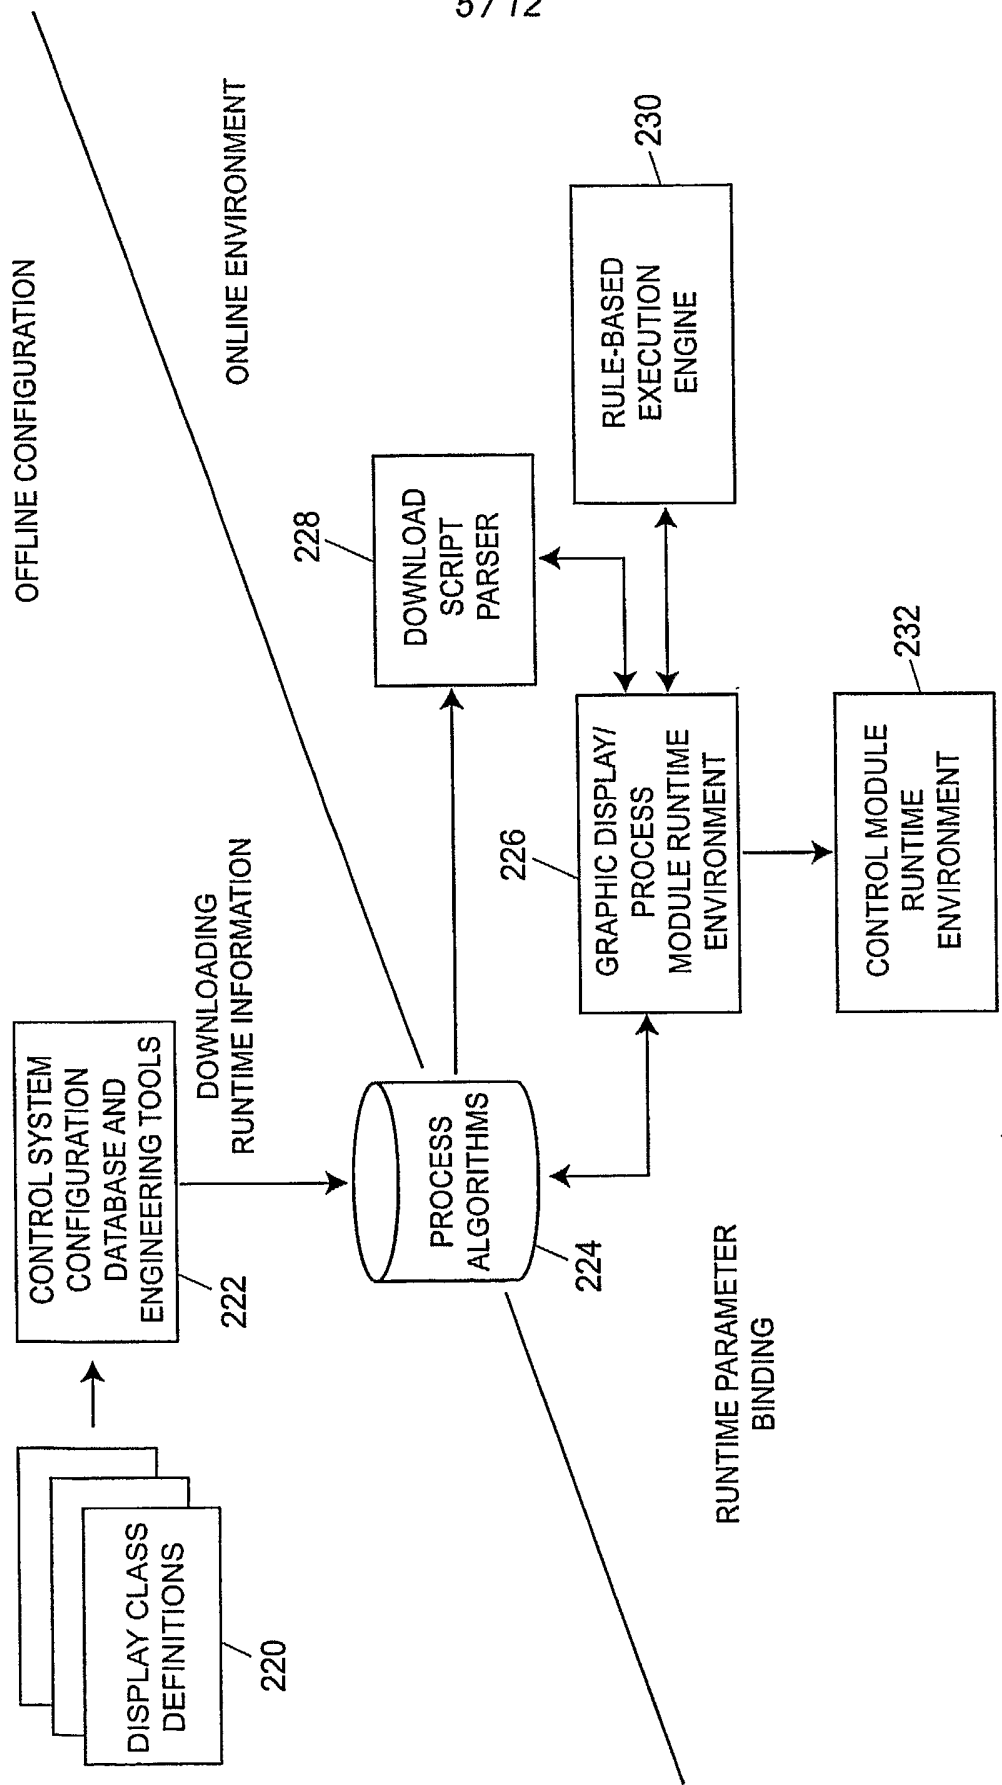 5 / 12
OFFLINE CONFIGURATION
ONLINE ENVIRONMENT
DISPLAY CLASS
DEFINITIONS
220
CONTROL SYSTEM
CONFIGURATION
DATABASE AND
ENGINEERING TOOLS
222
DOWNLOADING
RUNTIME INFORMATION
PROCESS
ALGORITHMS
224
228
DOWNLOAD
SCRIPT
PARSER
RULE-BASED
EXECUTION
ENGINE
230
226
GRAPHIC DISPLAY/
PROCESS
MODULE RUNTIME
ENVIRONMENT
CONTROL MODULE
RUNTIME
ENVIRONMENT
232
RUNTIME PARAMETER
BINDING